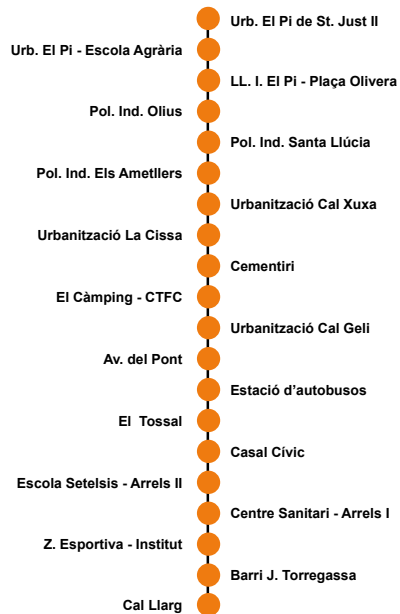 Urb. El Pi de St. Just II
Urb. El Pi - Escola Agrària
LL. I. El Pi - Plaça Olivera
Pol. Ind. Olius
Pol. Ind. Santa Llúcia
Pol. Ind. Els Ametllers
Urbanització Cal Xuxa
Urbanització La Cissa
Cementiri
El Càmping - CTFC
Urbanització Cal Geli
Av. del Pont
Estació d'autobusos
El Tossal
Casal Cívic
Escola Setelsis - Arrels II
Centre Sanitari - Arrels I
Z. Esportiva - Institut
Barri J. Torregassa
Cal Llarg